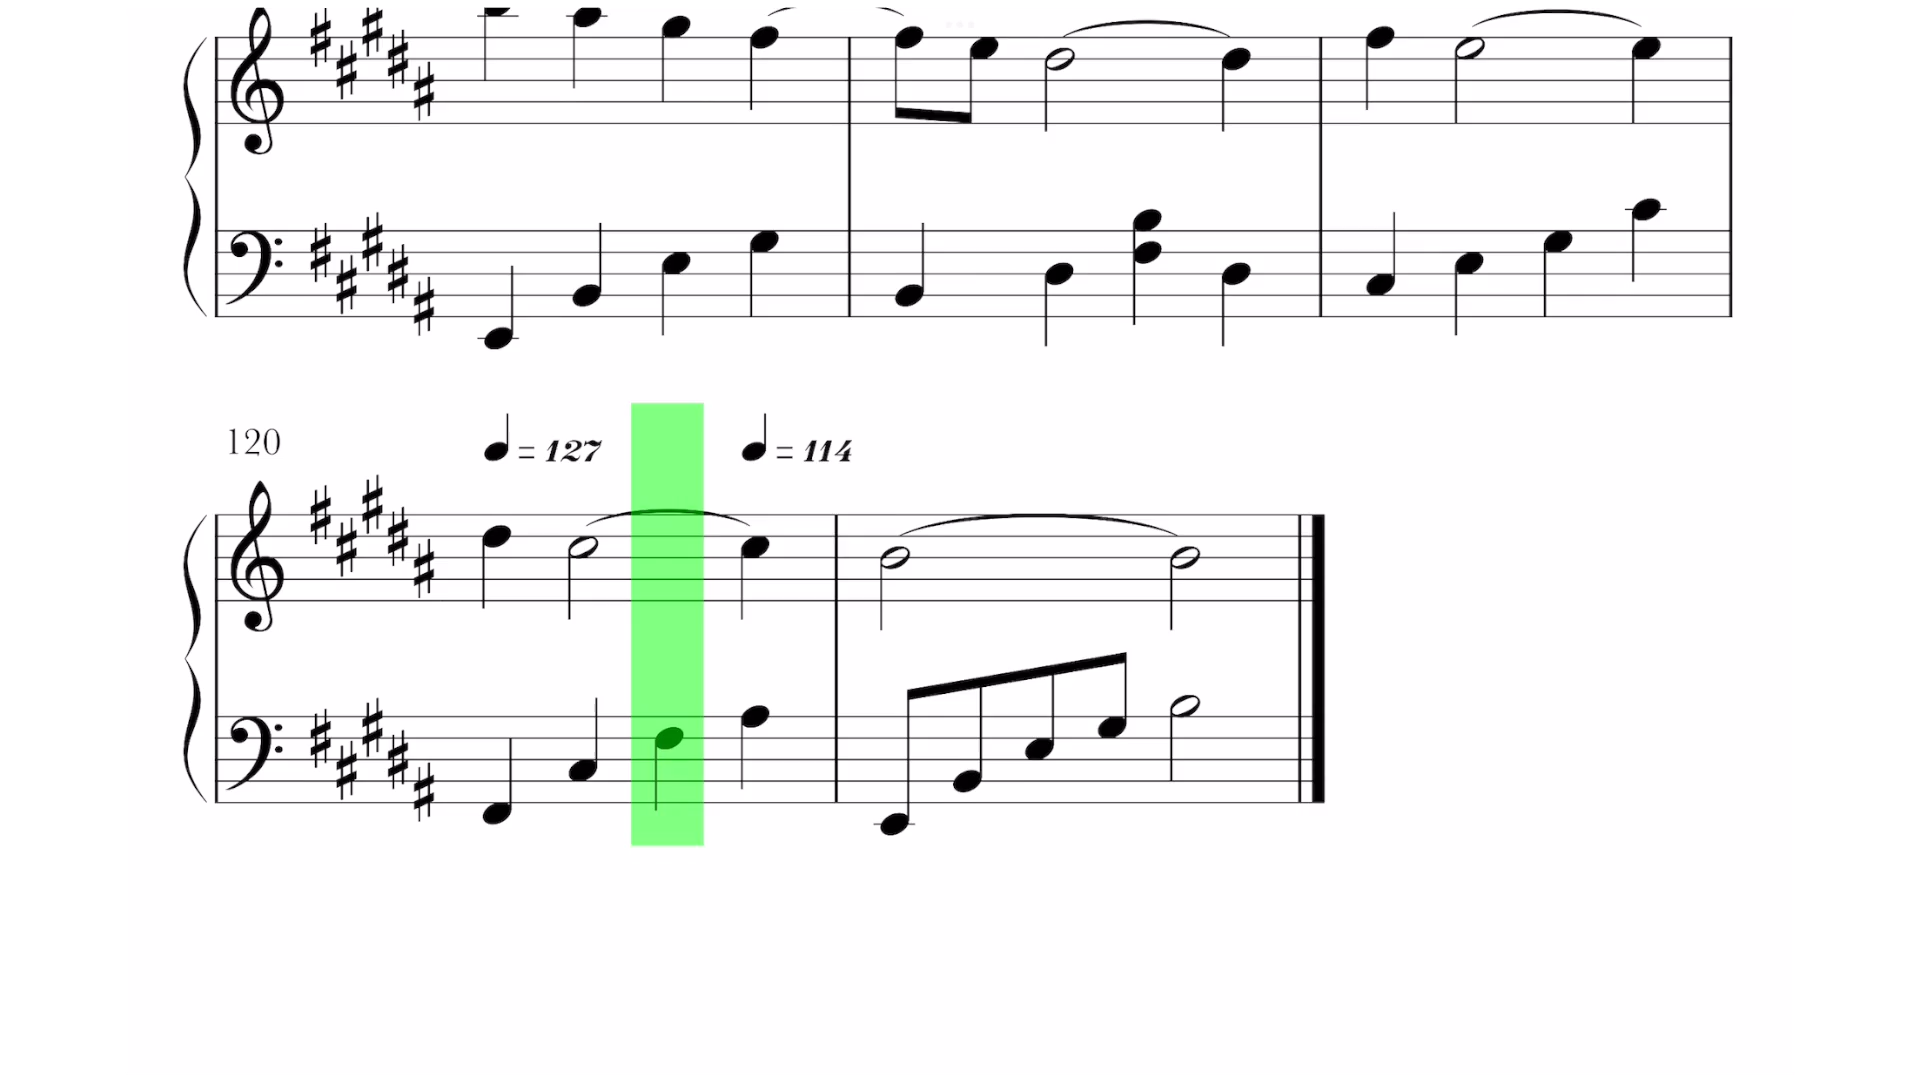 120
= 127
= 114